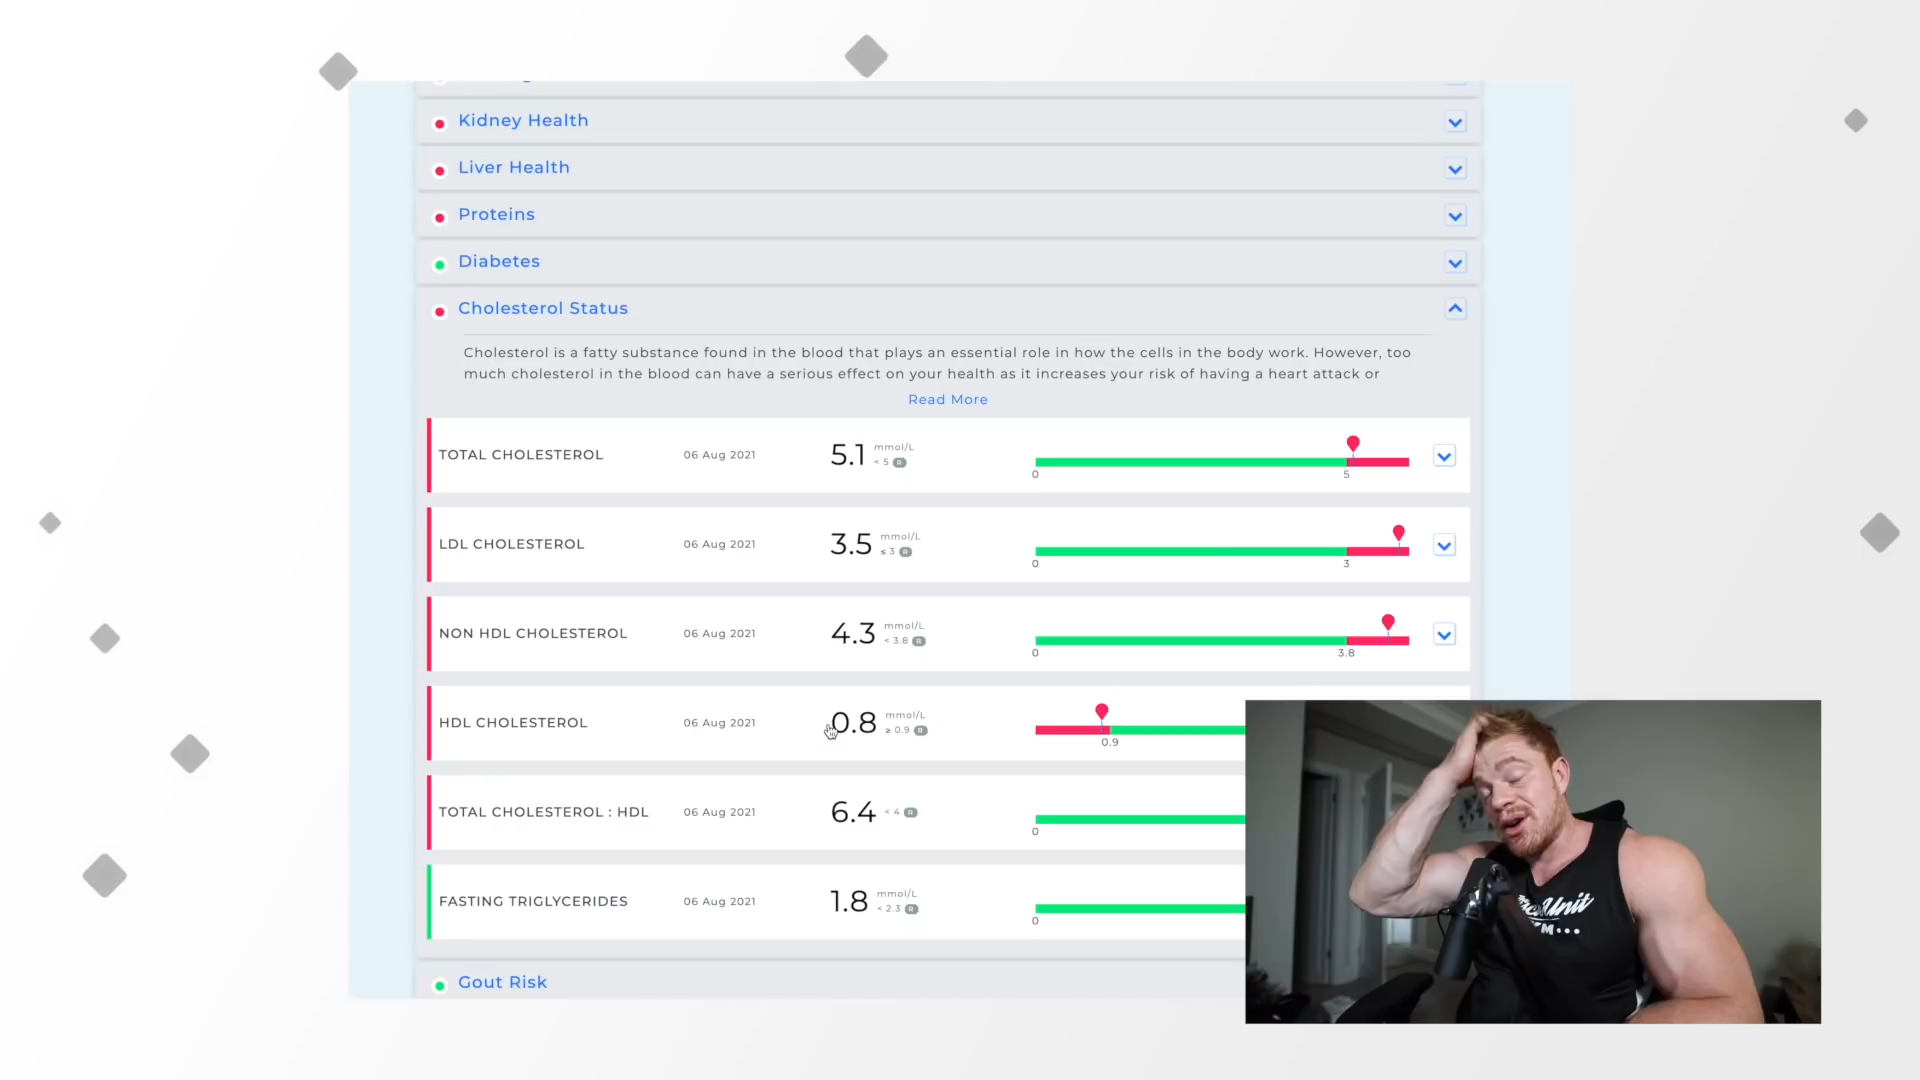 Kidney Health
Liver Health
Proteins
Diabetes
Cholesterol Status
Cholesterol is a fatty substance found in the blood that plays an essential role in how the cells in the body work. However, too
much cholesterol in the blood can have a serious effect on your health as it increases your risk of having a heart attack or
Read More
TOTAL CHOLESTEROL 06 Aug 2021 5.1 mmol/L < 5 R
0 5
LDL CHOLESTEROL 06 Aug 2021 3.5 mmol/L ≤ 3 R
0 3
NON HDL CHOLESTEROL 06 Aug 2021 4.3 mmol/L < 3.8 R
0 3.8
HDL CHOLESTEROL 06 Aug 2021 0.8 mmol/L ≥ 0.9 R
0.9
TOTAL CHOLESTEROL : HDL 06 Aug 2021 6.4 < 4 R
0
FASTING TRIGLYCERIDES 06 Aug 2021 1.8 mmol/L < 2.3 R
0
Gout Risk